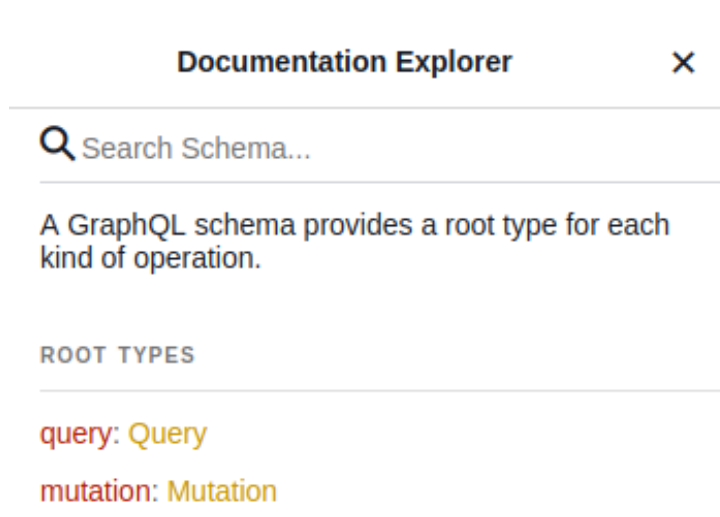 Documentation Explorer
Search Schema...
A GraphQL schema provides a root type for each
kind of operation.
ROOT TYPES
query: Query
mutation: Mutation